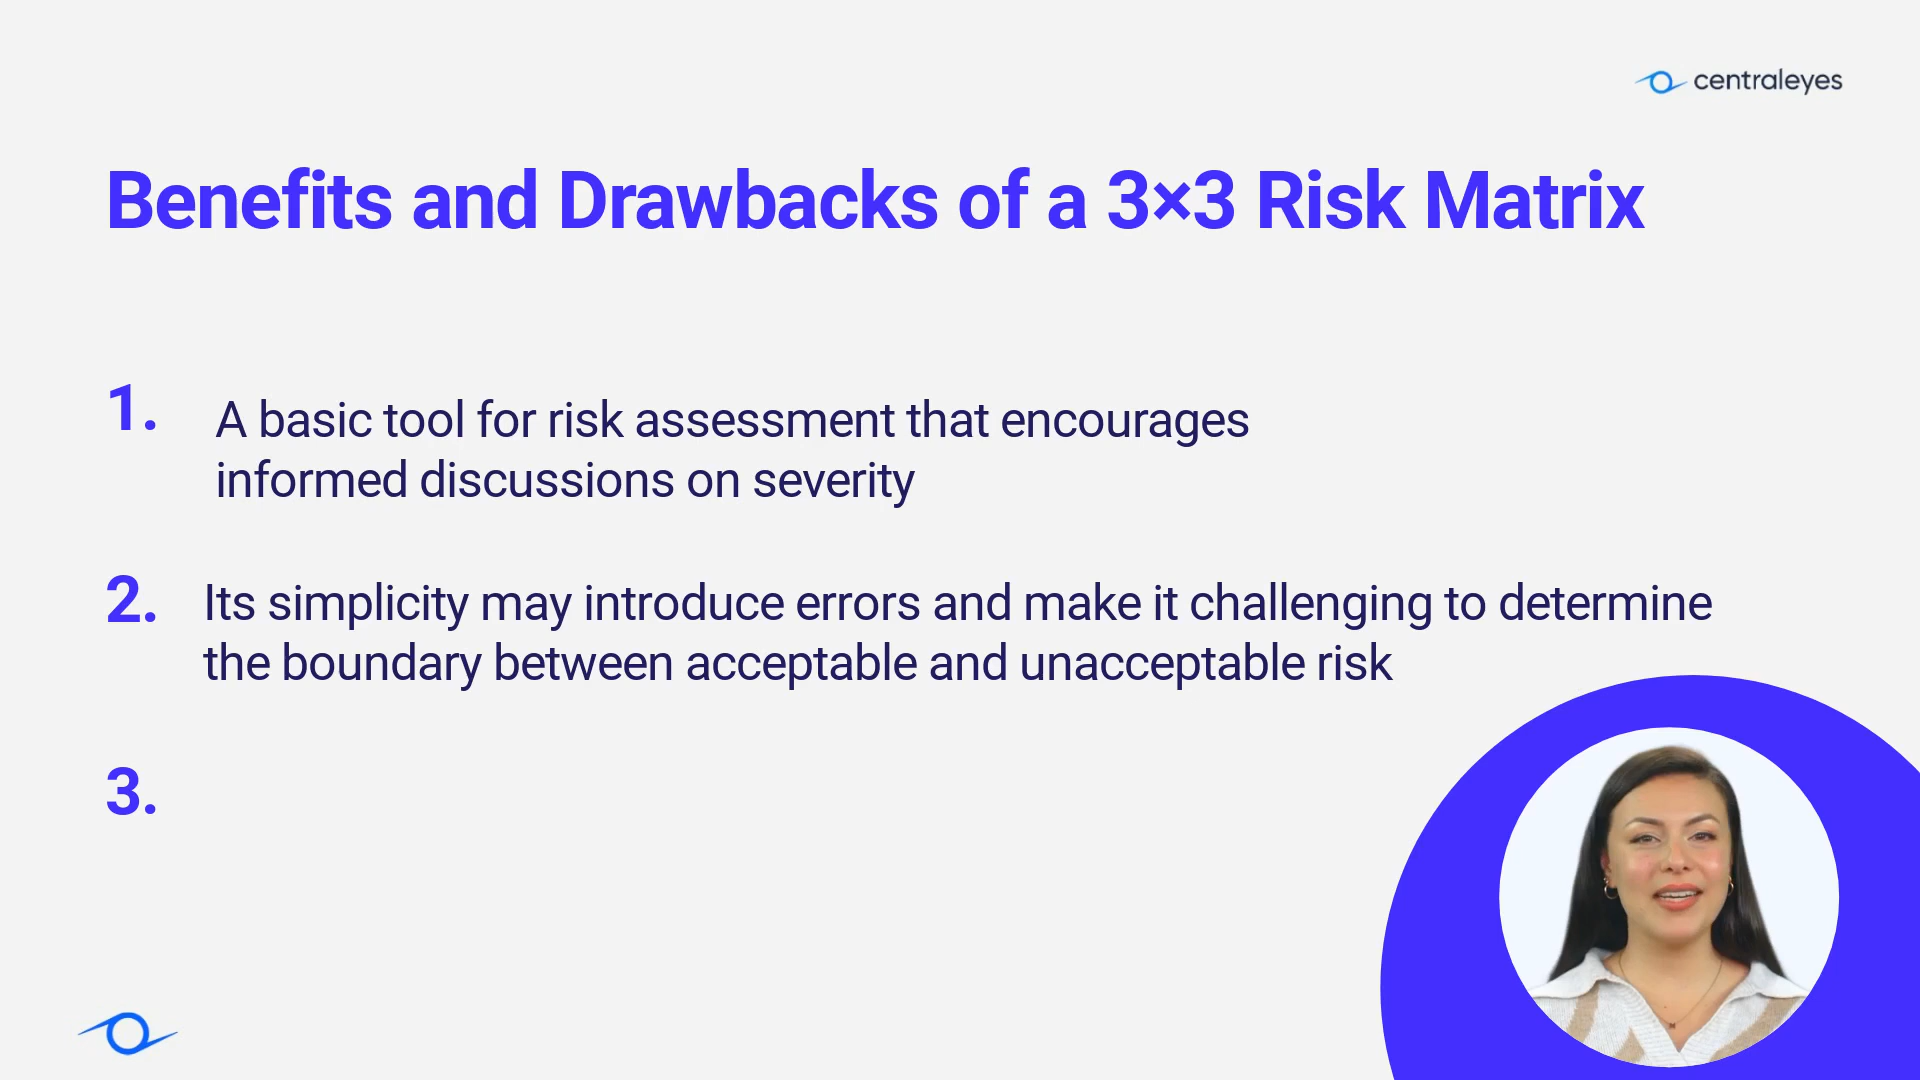 centraleyes
Benefits and Drawbacks of a 3×3 Risk Matrix
1. A basic tool for risk assessment that encourages
informed discussions on severity
2. Its simplicity may introduce errors and make it challenging to determine
the boundary between acceptable and unacceptable risk
3.